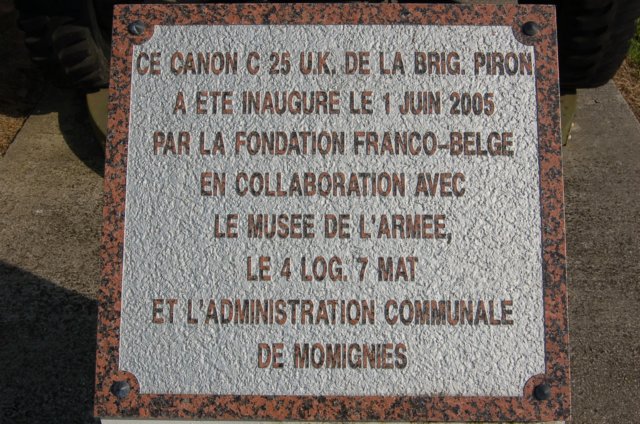 CE CANON C 25 U.K. DE LA BRIG. PIRON
A ETE INAUGURE LE 1 JUIN 2005
PAR LA FONDATION FRANCO-BELGE
EN COLLABORATION AVEC
LE MUSEE DE L'ARMEE,
LE 4 LOG. 7 MAT
ET L'ADMINISTRATION COMMUNALE
DE MOMIGNIES